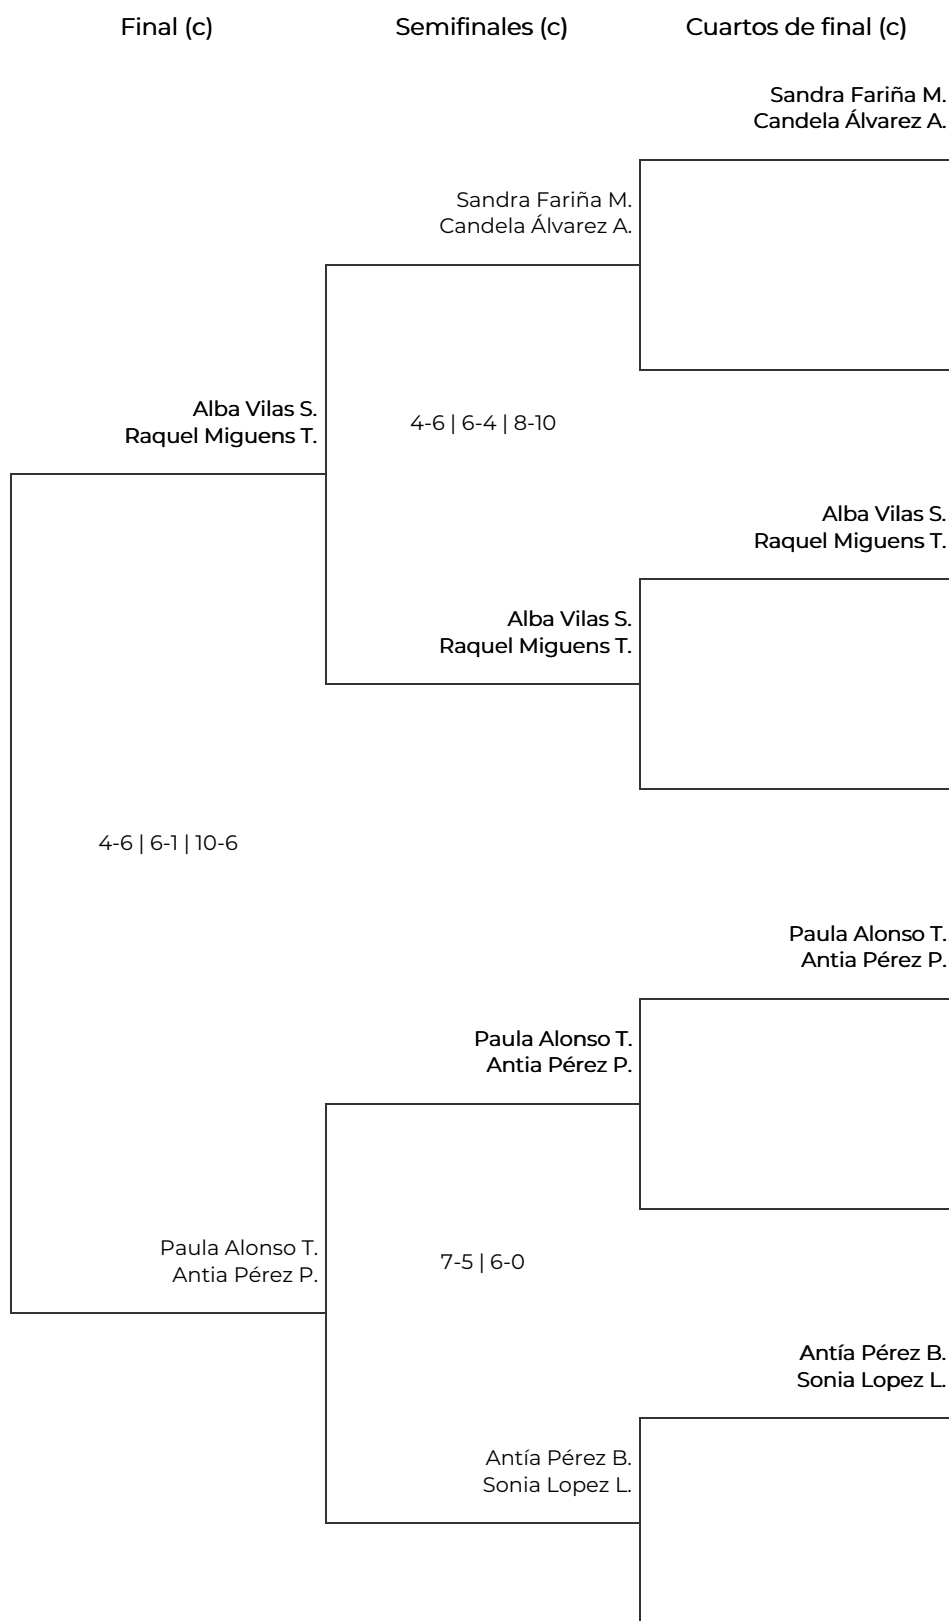 Final (c)
Semifinales (c)
Cuartos de final (c)
Sandra Fariña M.
Candela Álvarez A.
Sandra Fariña M.
Candela Álvarez A.
Alba Vilas S.
Raquel Miguens T.
4-6 | 6-4 | 8-10
Alba Vilas S.
Raquel Miguens T.
Alba Vilas S.
Raquel Miguens T.
4-6 | 6-1 | 10-6
Paula Alonso T.
Antia Pérez P.
Paula Alonso T.
Antia Pérez P.
Paula Alonso T.
Antia Pérez P.
7-5 | 6-0
Antía Pérez B.
Sonia Lopez L.
Antía Pérez B.
Sonia Lopez L.